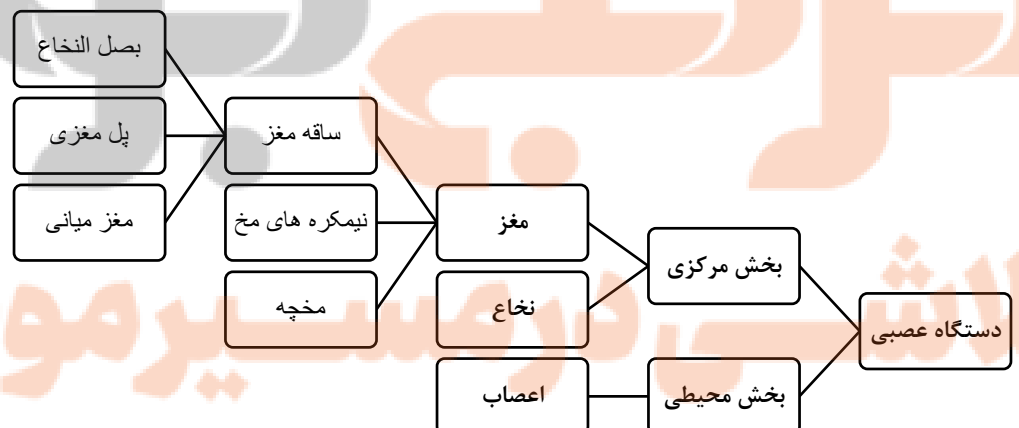 دستگاه عصبی
بخش مرکزی
مغز
ساقه مغز
بصل النخاع
پل مغزی
مغز میانی
نیمکره های مخ
مخچه
نخاع
بخش محیطی
اعصاب